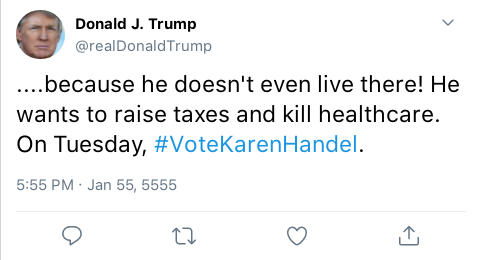 Donald J. Trump
@realDonaldTrump
....because he doesn't even live there! He
wants to raise taxes and kill healthcare.
On Tuesday, #VoteKarenHandel.
5:55 PM · Jan 55, 5555